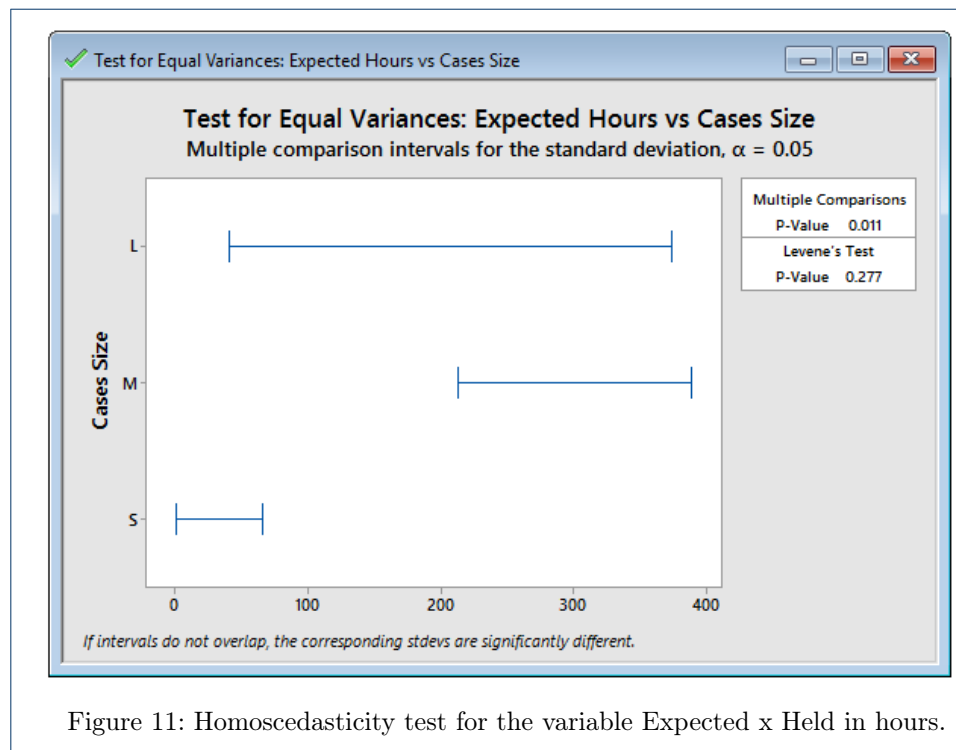 Test for Equal Variances: Expected Hours vs Cases Size
Test for Equal Variances: Expected Hours vs Cases Size
Multiple comparison intervals for the standard deviation, α = 0.05
Multiple Comparisons
P-Value 0.011
Levene's Test
P-Value 0.277
Cases Size
L
M
S
0 100 200 300 400
If intervals do not overlap, the corresponding stdevs are significantly different.
Figure 11: Homoscedasticity test for the variable Expected x Held in hours.